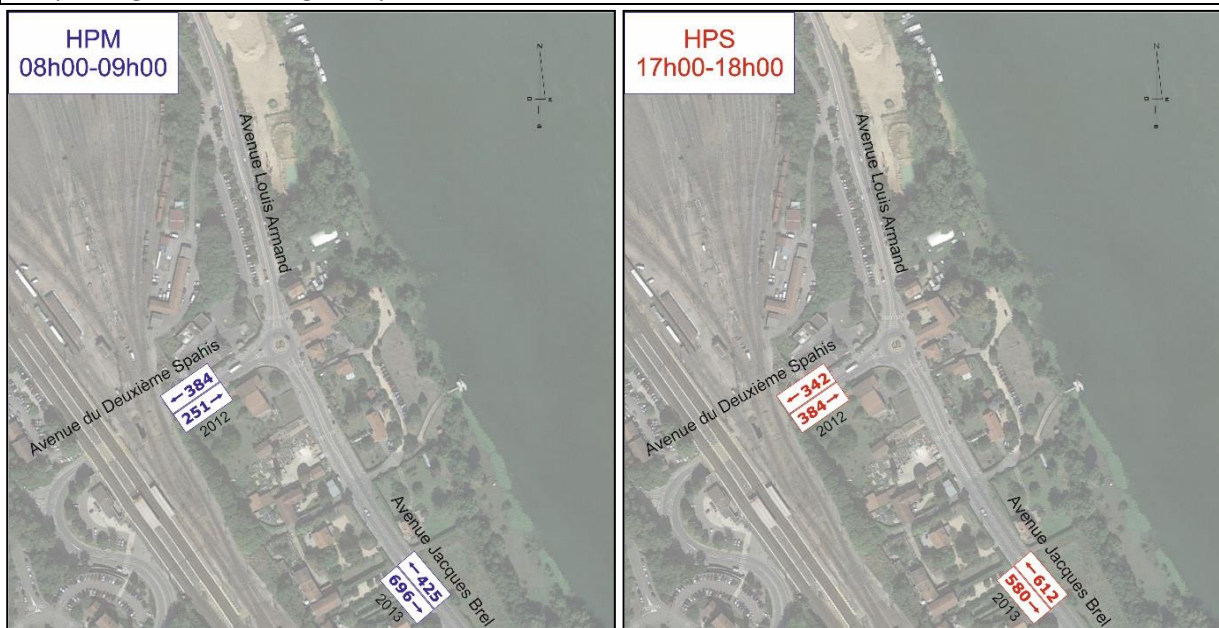 HPM
08h00-09h00
Avenue Louis Armand
Avenue du Deuxième Spahis
←384
251→
2012
Avenue Jacques Brel
←425
696→
2013
HPS
17h00-18h00
Avenue Louis Armand
Avenue du Deuxième Spahis
←342
384→
2012
Avenue Jacques Brel
←612
580→
2013